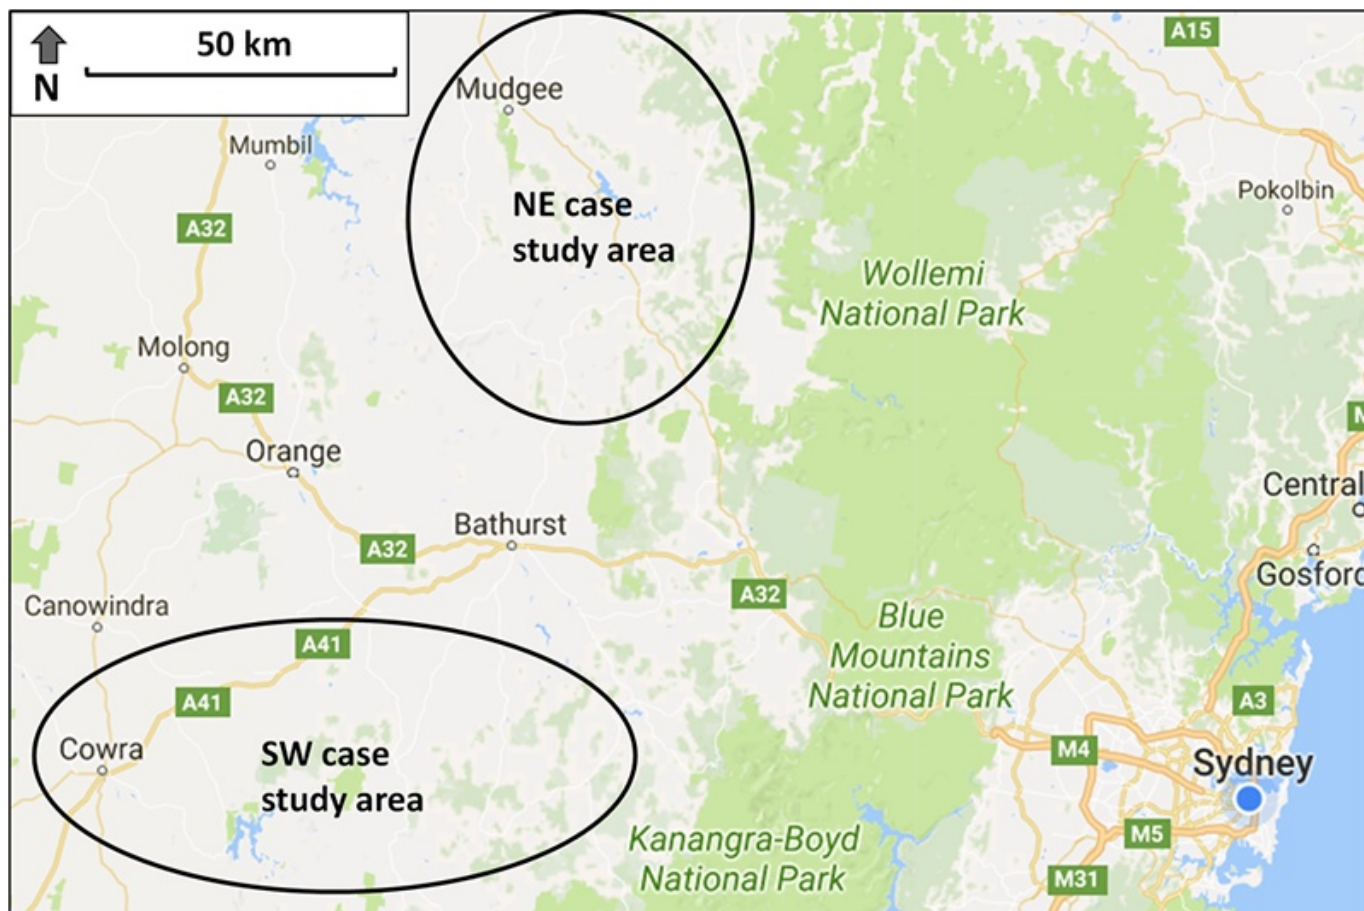 50 km
N
A15
Mudgee
Mumbil
Pokolbin
NE case
study area
A32
Wollemi
National Park
Molong
A32
Orange
Central
Bathurst
A32
Gosford
A32
Canowindra
Blue
Mountains
National Park
A41
A41
A3
Cowra
SW case
study area
M4
Sydney
Kanangra-Boyd
National Park
M5
M31